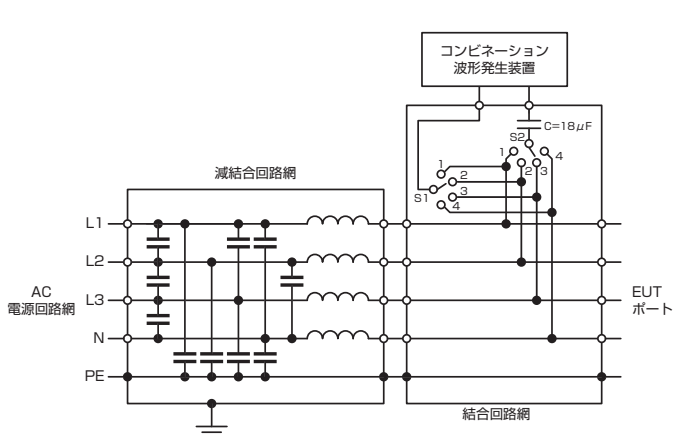 コンビネーション
波形発生装置
C=18μF
S2
1
4
2
3
減結合回路網
1
2
S1
3
4
L1
L2
AC
電源回路網
L3
EUT
ポート
N
PE
結合回路網